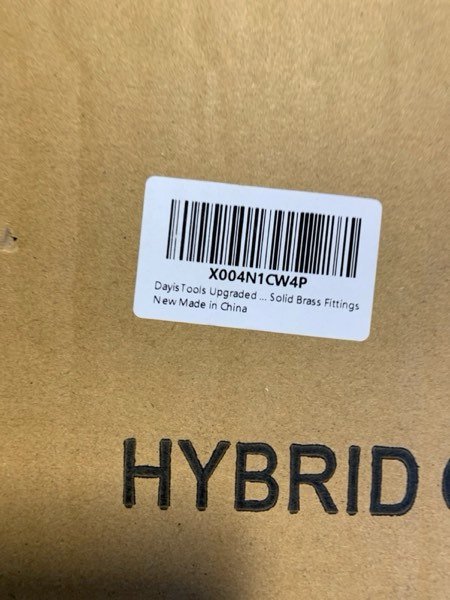 X004N1CW4P
DayisTools Upgraded ... Solid Brass Fittings
New Made in China
HYBRID